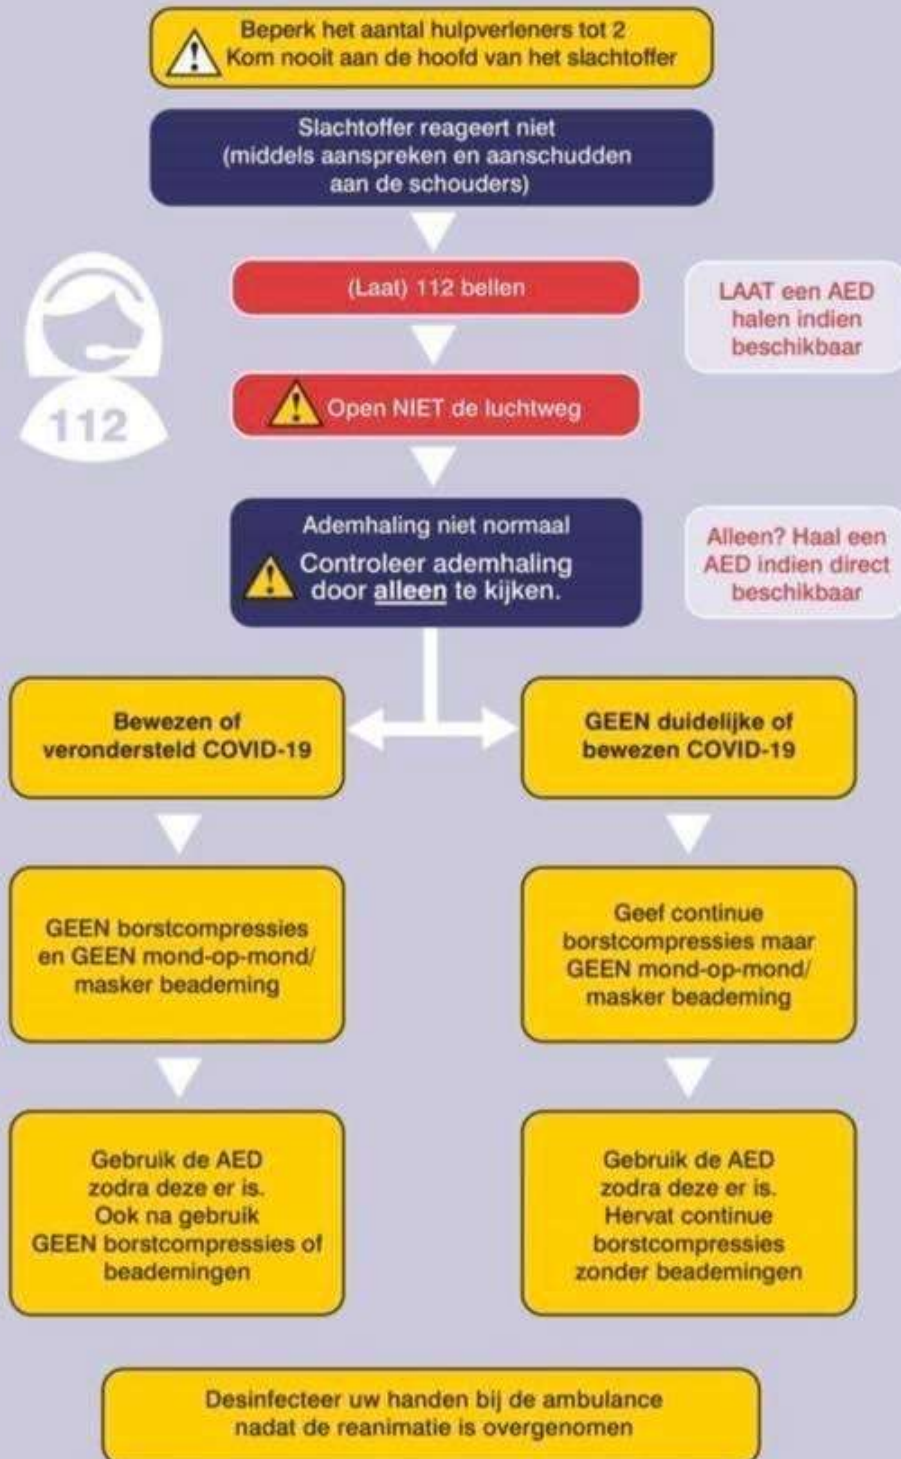 Beperk het aantal hulpverleners tot 2
Kom nooit aan de hoofd van het slachtoffer
Slachtoffer reageert niet
(middels aanspreken en aanschudden
aan de schouders)
(Laat) 112 bellen
LAAT een AED
halen indien
beschikbaar
112
Open NIET de luchtweg
Ademhaling niet normaal
Controleer ademhaling
door alleen te kijken.
Alleen? Haal een
AED indien direct
beschikbaar
Bewezen of
verondersteld COVID-19
GEEN duidelijke of
bewezen COVID-19
GEEN borstcompressies
en GEEN mond-op-mond/
masker beademing
Geef continue
borstcompressies maar
GEEN mond-op-mond/
masker beademing
Gebruik de AED
zodra deze er is.
Ook na gebruik
GEEN borstcompressies of
beademingen
Gebruik de AED
zodra deze er is.
Hervat continue
borstcompressies
zonder beademingen
Desinfecteer uw handen bij de ambulance
nadat de reanimatie is overgenomen